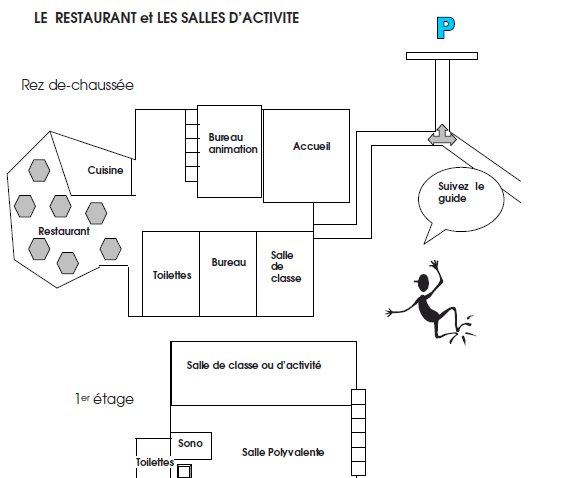 LE RESTAURANT et LES SALLES D'ACTIVITE
P
Rez de-chaussée
Bureau
animation
Accueil
Cuisine
Suivez le
guide
Restaurant
Toilettes
Bureau
Salle
de
classe
Salle de classe ou d'activité
1er étage
Sono
Salle Polyvalente
Toilettes